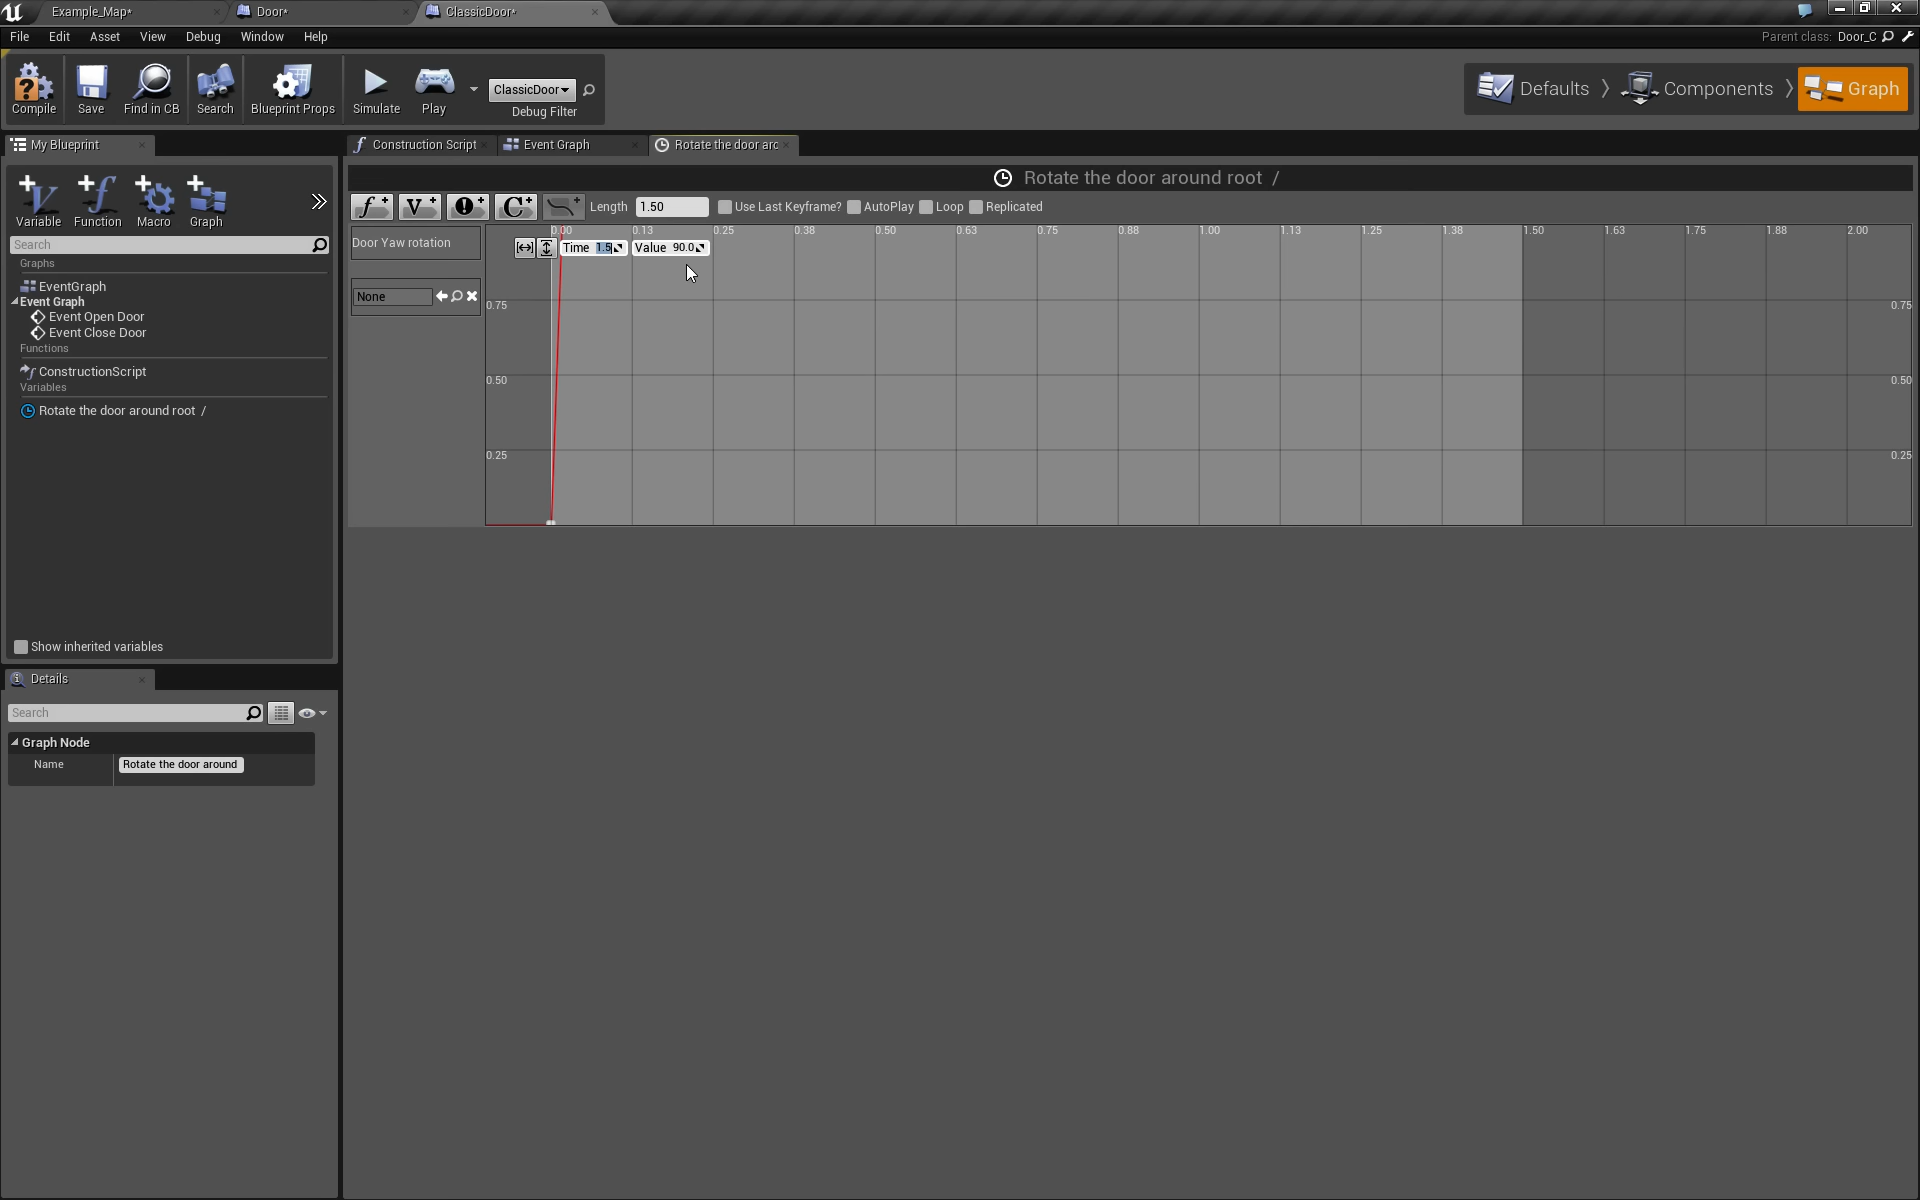 Example_Map*
Door*
ClassicDoor*
File Edit Asset View Debug Window Help
Parent class: Door_C
Compile Save Find in CB Search Blueprint Props Simulate Play
ClassicDoor
Debug Filter
Defaults Components Graph
My Blueprint
Construction Script Event Graph Rotate the door arc
Rotate the door around root /
Variable Function Macro Graph
Length 1.50 Use Last Keyframe? AutoPlay Loop Replicated
Search
Graphs
EventGraph
Event Graph
Event Open Door
Event Close Door
Functions
ConstructionScript
Variables
Rotate the door around root /
Show inherited variables
Door Yaw rotation
None
0.00 0.13 0.25 0.38 0.50 0.63 0.75 0.88 1.00 1.13 1.25 1.38 1.50 1.63 1.75 1.88 2.00
Time 1.5 Value 90.0
0.75 0.75
0.50 0.50
0.25 0.25
Details
Search
Graph Node
Name Rotate the door around